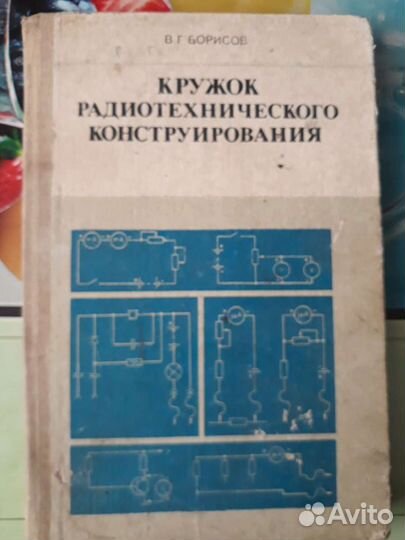 В Г БОРИСОВ
КРУЖОК
РАДИОТЕХНИЧЕСКОГО
КОНСТРУИРОВАНИЯ
Avito